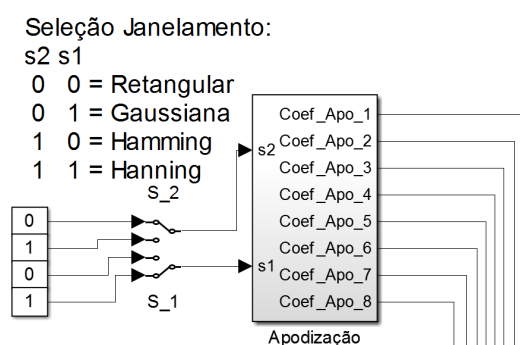 Seleção Janelamento:
s2 s1
0 0 = Retangular
0 1 = Gaussiana
1 0 = Hamming
1 1 = Hanning
S_2
0
1
0
1
S_1
s2
s1
Coef_Apo_1
Coef_Apo_2
Coef_Apo_3
Coef_Apo_4
Coef_Apo_5
Coef_Apo_6
Coef_Apo_7
Coef_Apo_8
Apodização